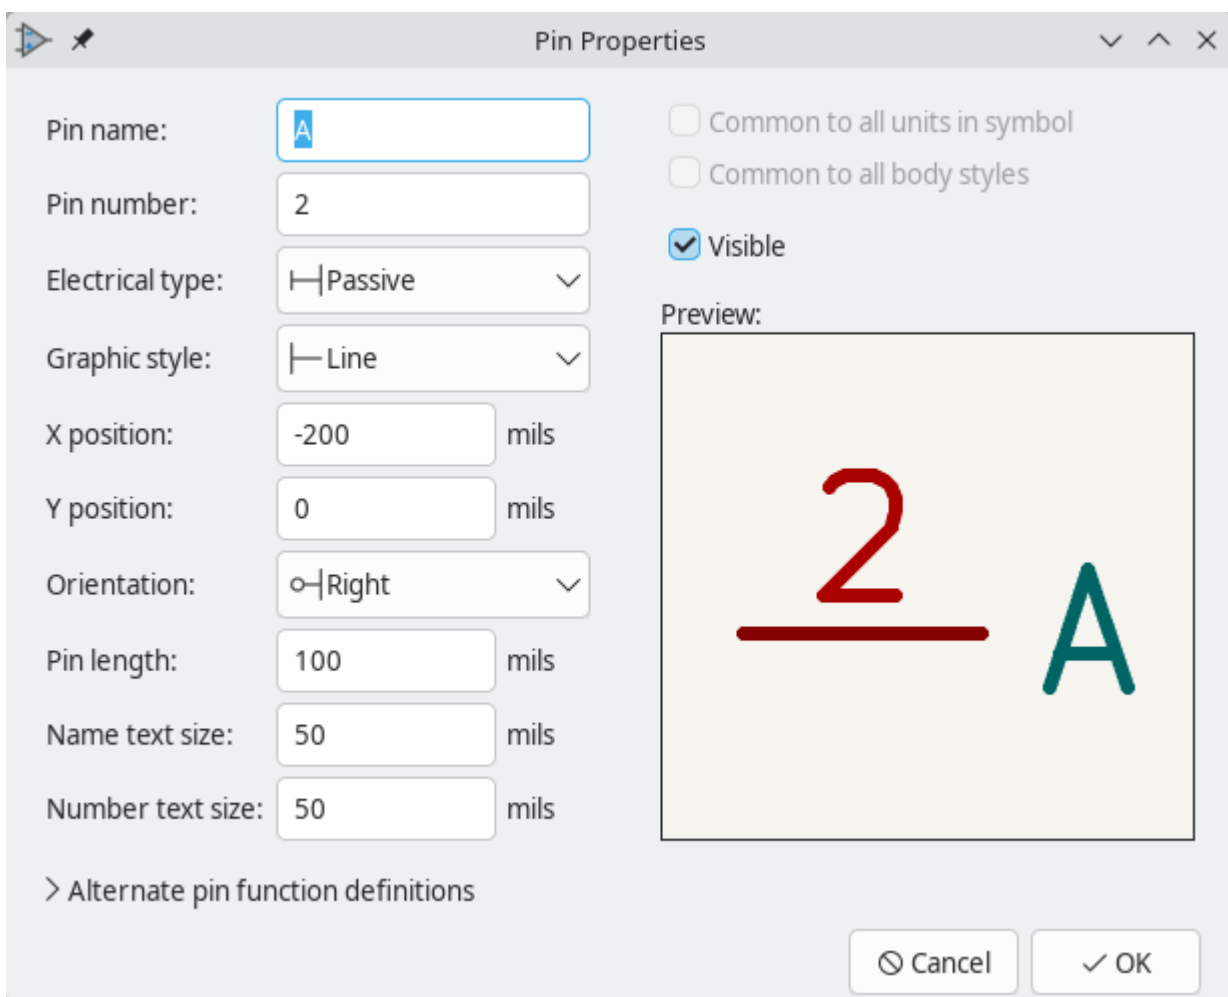 Pin Properties
Pin name: A
Pin number: 2
Electrical type: Passive
Graphic style: Line
X position: -200 mils
Y position: 0 mils
Orientation: Right
Pin length: 100 mils
Name text size: 50 mils
Number text size: 50 mils
Alternate pin function definitions
Common to all units in symbol
Common to all body styles
Visible
Preview:
2
A
Cancel OK